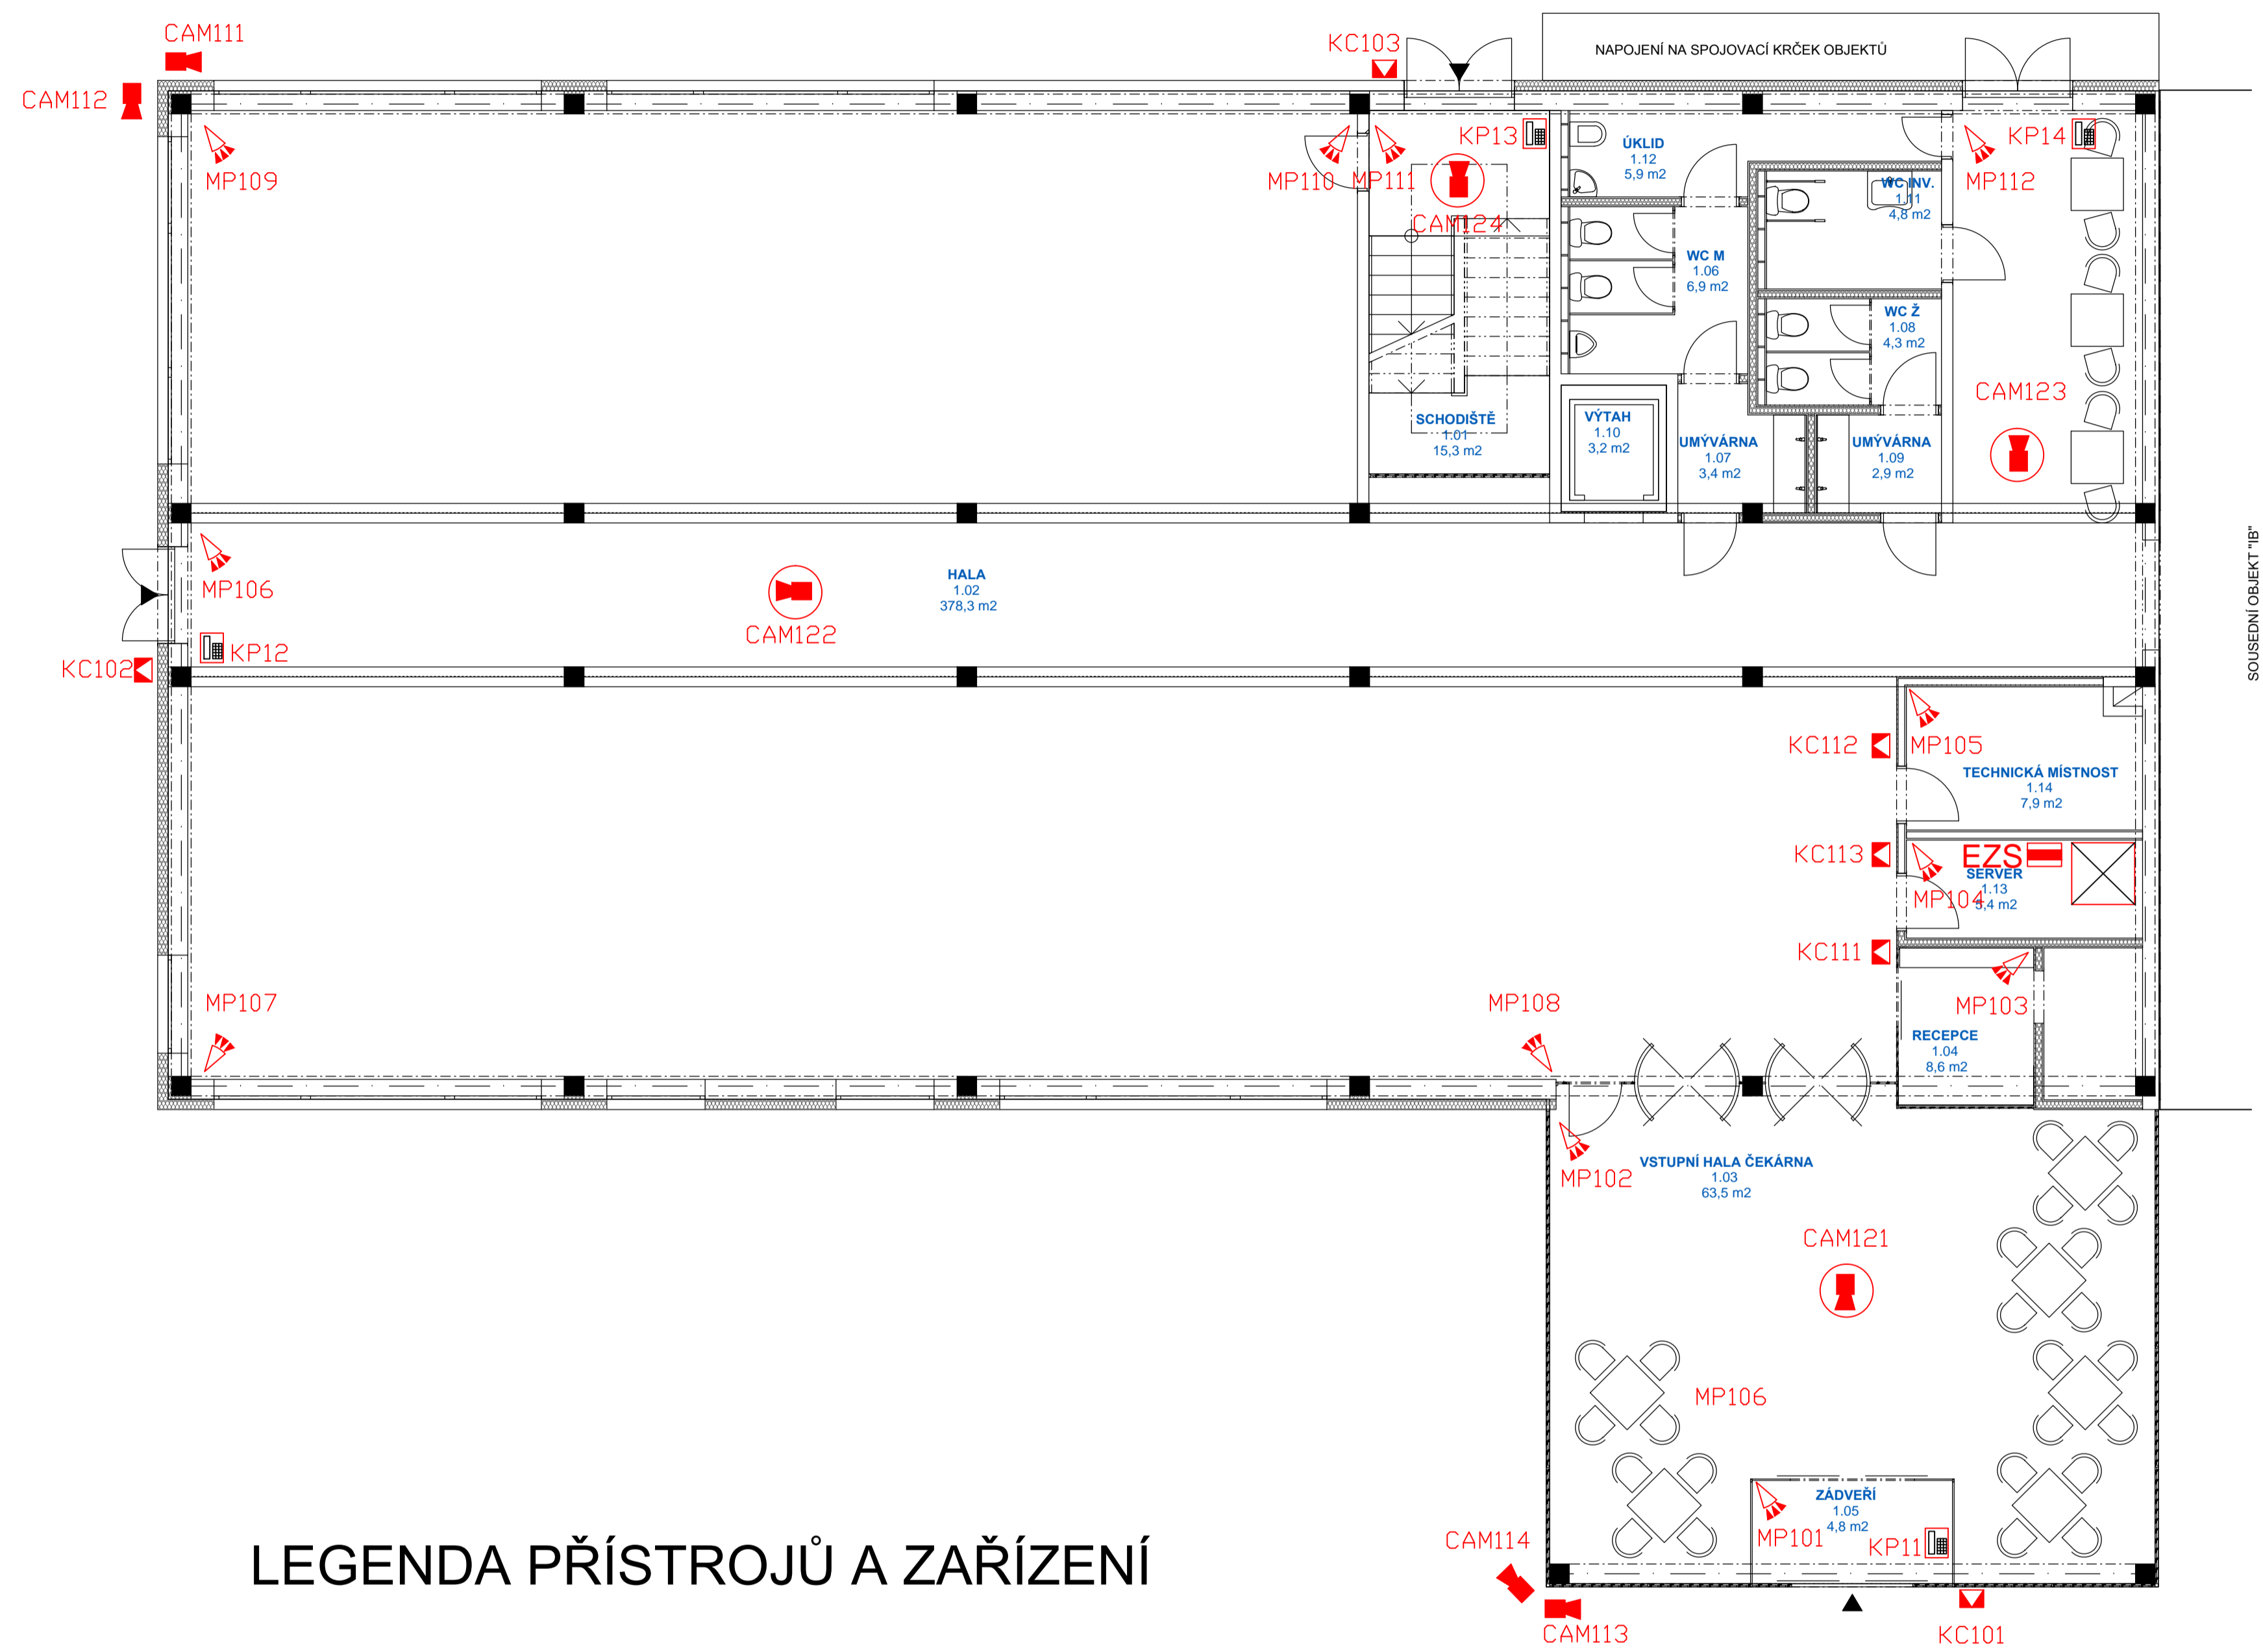 CAM111
KC103
NAPOJENÍ NA SPOJOVACÍ KRČEK OBJEKTŮ
CAM112
MP109
MP110
MP111
KP13
CAM124
ÚKLID
1.12
5,9 m2
WC INV.
1.11
4,8 m2
MP112
KP14
WC M
1.06
6,9 m2
WC Ž
1.08
4,3 m2
CAM123
SCHODIŠTĚ
1.01
15,3 m2
VÝTAH
1.10
3,2 m2
UMÝVÁRNA
1.07
3,4 m2
UMÝVÁRNA
1.09
2,9 m2
MP106
CAM122
HALA
1.02
378,3 m2
SOUSEDNÍ OBJEKT "IB"
KP12
KC102
KC112
MP105
TECHNICKÁ MÍSTNOST
1.14
7,9 m2
KC113
EZS
SERVER
1.13
5,4 m2
MP104
KC111
MP103
MP107
MP108
RECEPCE
1.04
8,6 m2
MP102
VSTUPNÍ HALA ČEKÁRNA
1.03
63,5 m2
CAM121
MP106
ZÁDVEŘÍ
1.05
4,8 m2
MP101
KP11
CAM114
LEGENDA PŘÍSTROJŮ A ZAŘÍZENÍ
CAM113
KC101